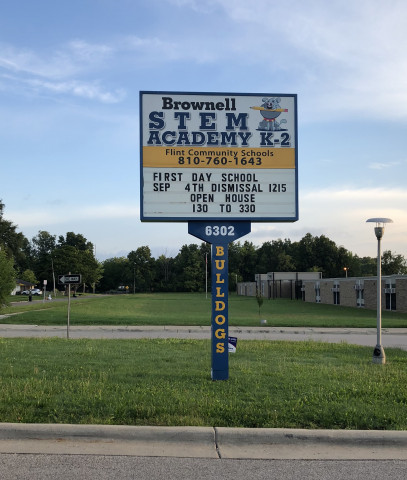 Brownell
STEM
ACADEMY K-2
Flint Community Schools
810-760-1643
FIRST DAY SCHOOL
SEP 4TH DISMISSAL 1215
OPEN HOUSE
130 TO 330
6302
BULLDOGS